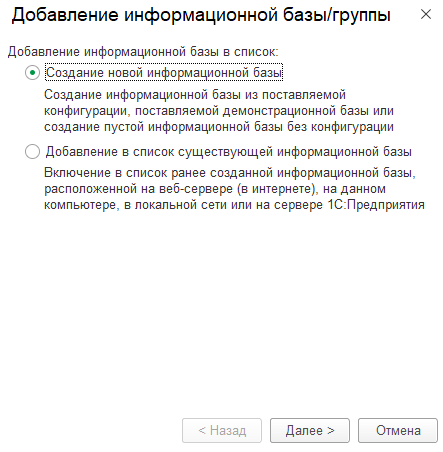 Добавление информационной базы/группы
Добавление информационной базы в список:
Создание новой информационной базы
Создание информационной базы из поставляемой
конфигурации, поставляемой демонстрационной базы или
создание пустой информационной базы без конфигурации
Добавление в список существующей информационной базы
Включение в список ранее созданной информационной базы,
расположенной на веб-сервере (в интернете), на данном
компьютере, в локальной сети или на сервере 1С:Предприятия
< Назад
Далее >
Отмена